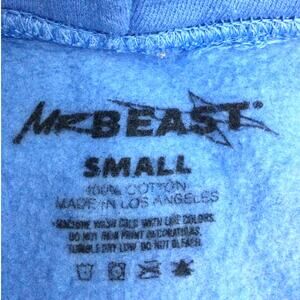 MRBEAST®
SMALL
100% COTTON
MADE IN LOS ANGELES
MACHINE WASH COLD WITH LIKE COLORS.
DO NOT IRON PRINT OR DECORATIONS.
TUMBLE DRY LOW. DO NOT BLEACH.